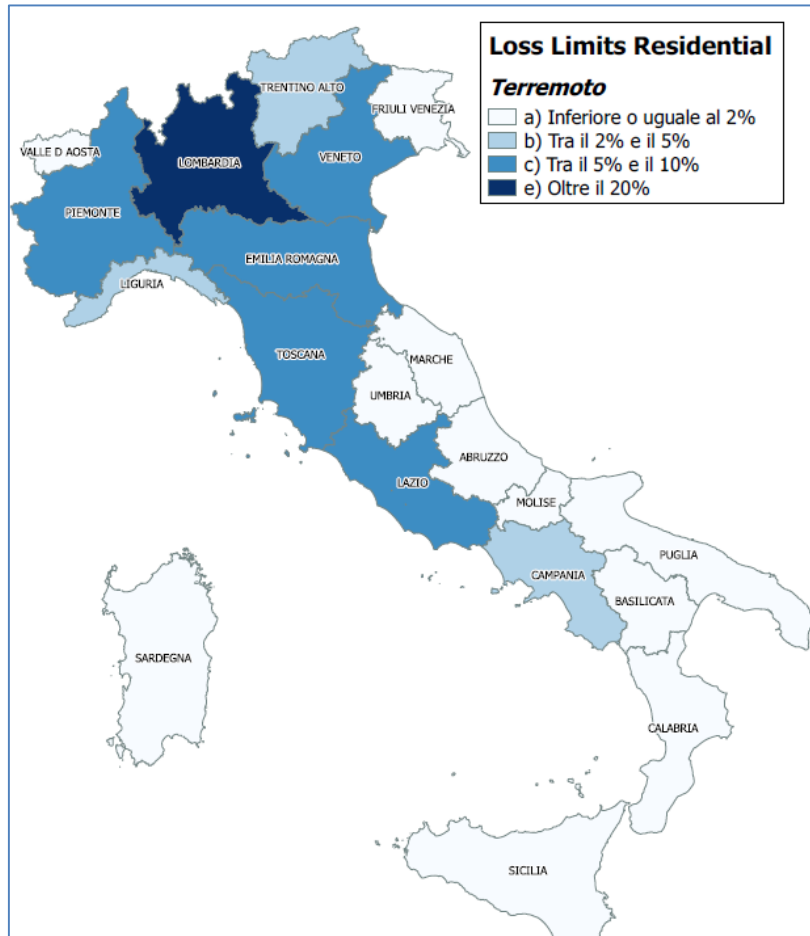 Loss Limits Residential
Terremoto
a) Inferiore o uguale al 2%
b) Tra il 2% e il 5%
c) Tra il 5% e il 10%
e) Oltre il 20%
TRENTINO ALTO
FRIULI VENEZIA
VALLE D AOSTA
LOMBARDIA
VENETO
PIEMONTE
EMILIA ROMAGNA
LIGURIA
TOSCANA
MARCHE
UMBRIA
ABRUZZO
LAZIO
MOLISE
PUGLIA
CAMPANIA
BASILICATA
SARDEGNA
CALABRIA
SICILIA